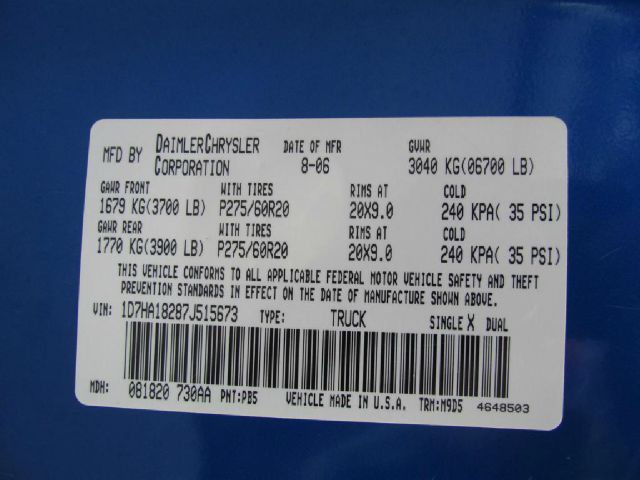 MFD BY DAIMLERCHRYSLER CORPORATION DATE OF MFR 8-06 GVWR 3040 KG(06700 LB)
GAWR FRONT WITH TIRES RIMS AT COLD
1679 KG(3700 LB) P275/60R20 20X9.0 240 KPA( 35 PSI)
GAWR REAR WITH TIRES RIMS AT COLD
1770 KG(3900 LB) P275/60R20 20X9.0 240 KPA( 35 PSI)
THIS VEHICLE CONFORMS TO ALL APPLICABLE FEDERAL MOTOR VEHICLE SAFETY AND THEFT
PREVENTION STANDARDS IN EFFECT ON THE DATE OF MANUFACTURE SHOWN ABOVE.
VIN: 1D7HA18287J515673 TYPE: TRUCK SINGLE X DUAL
MDH: 081820 730AA PNT:PB5 VEHICLE MADE IN U.S.A. TRM:M9D5 4648503